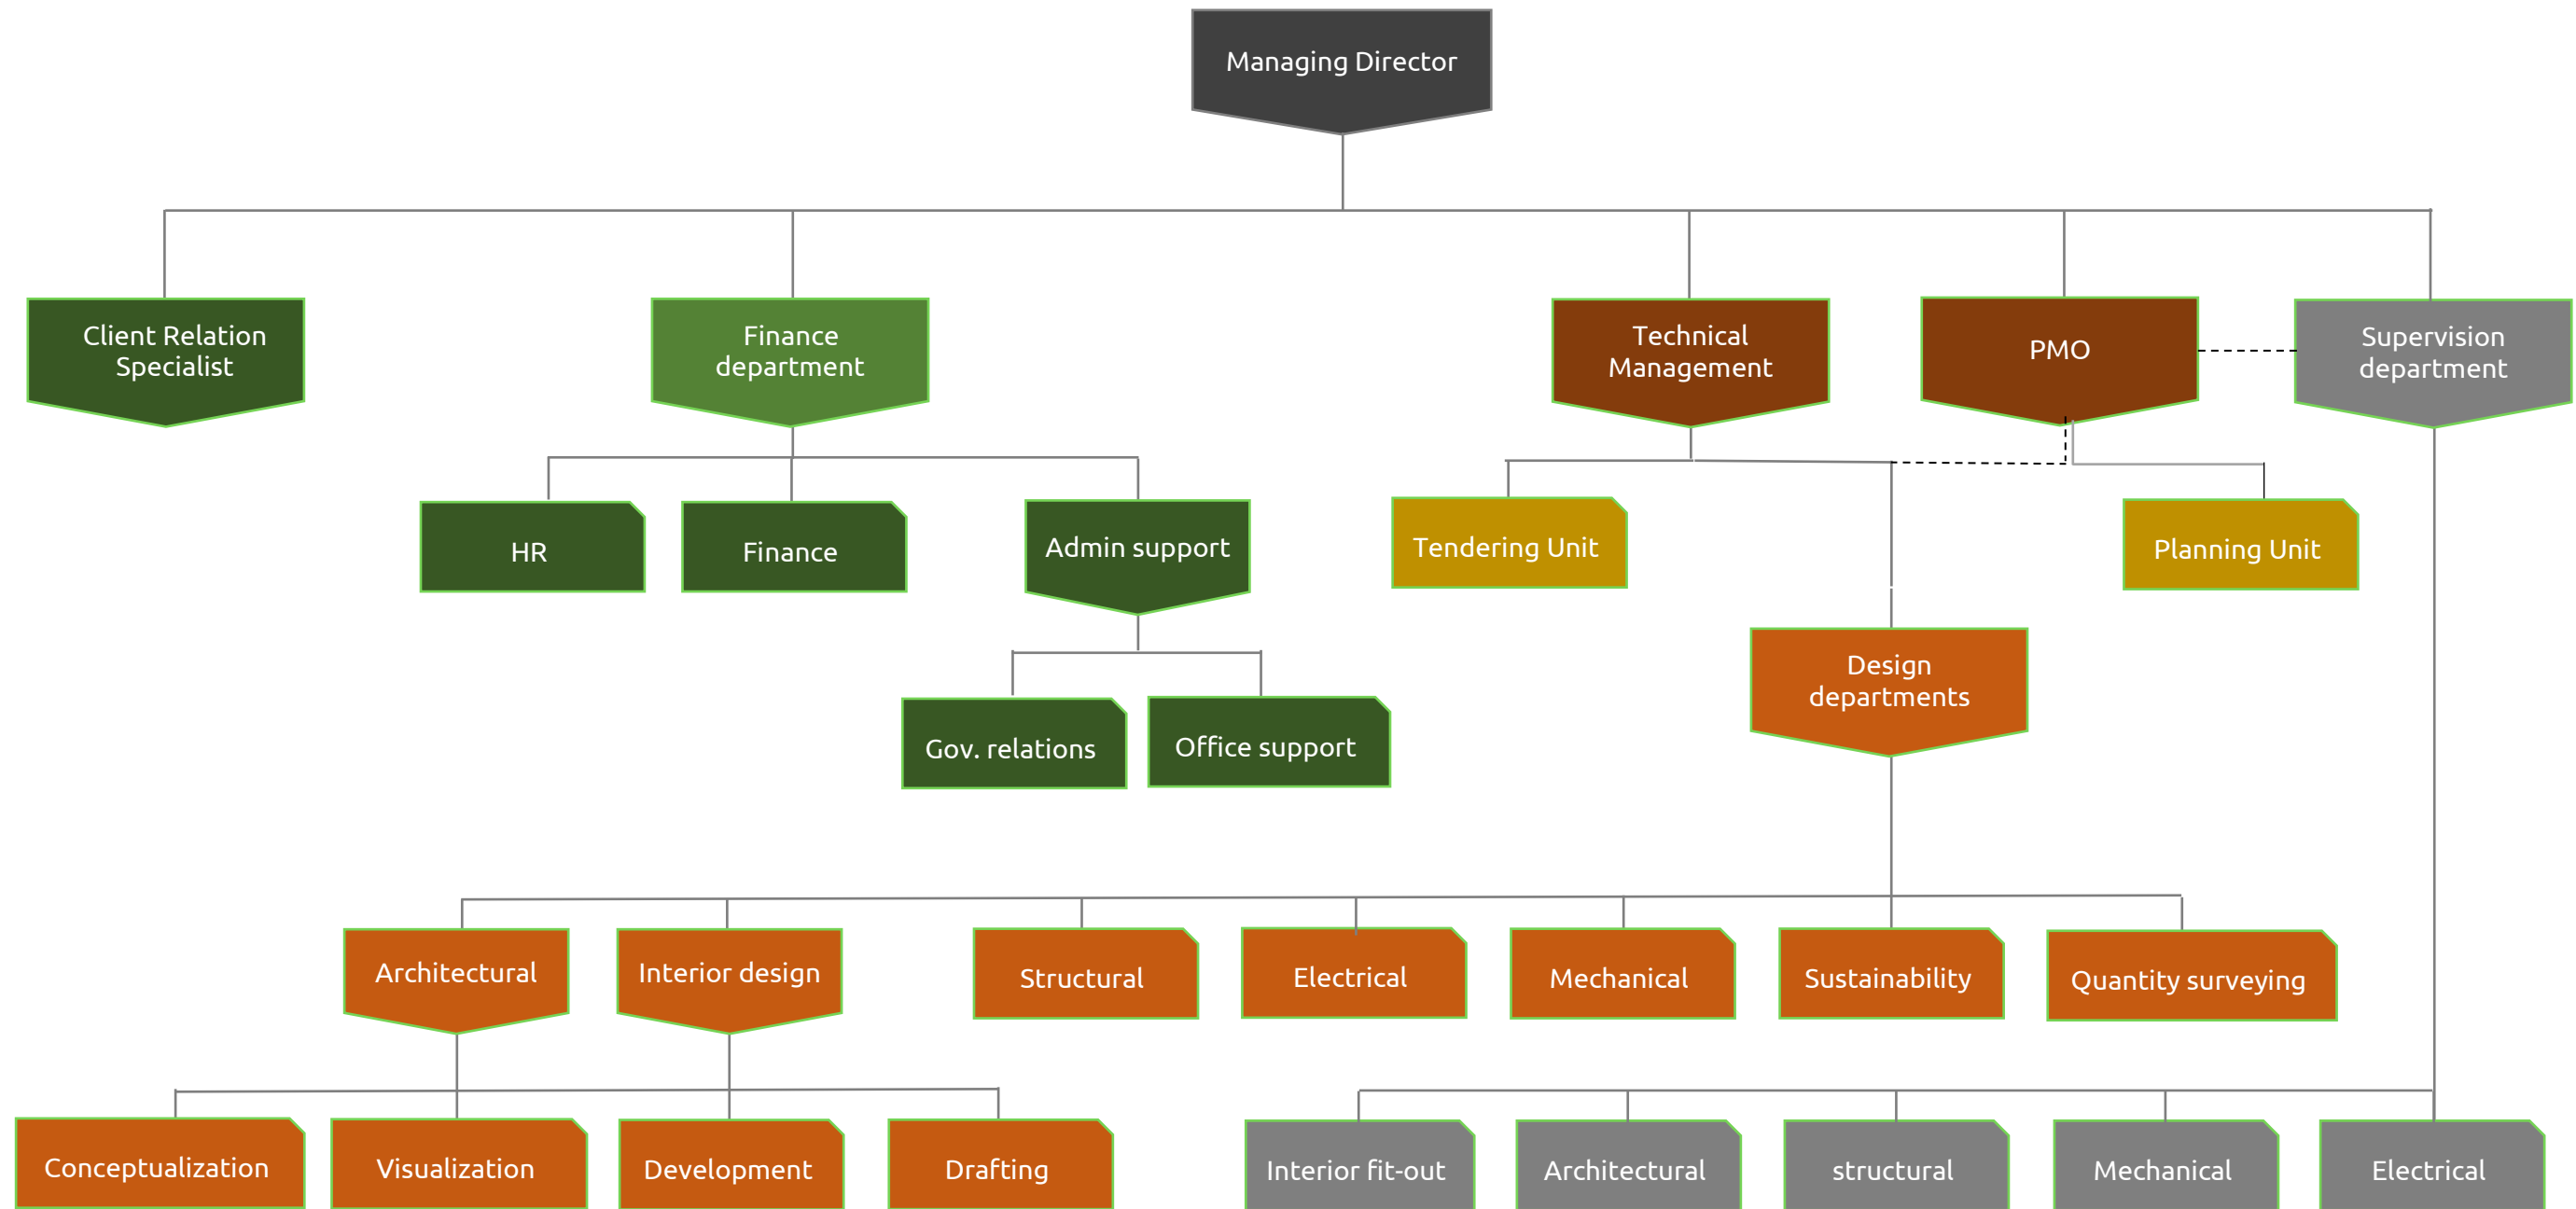 Managing Director
Client Relation
Specialist
Finance
department
Technical
Management
PMO
Supervision
department
HR
Finance
Admin support
Tendering Unit
Planning Unit
Gov. relations
Office support
Design
departments
Architectural
Interior design
Structural
Electrical
Mechanical
Sustainability
Quantity surveying
Conceptualization
Visualization
Development
Drafting
Interior fit-out
Architectural
structural
Mechanical
Electrical